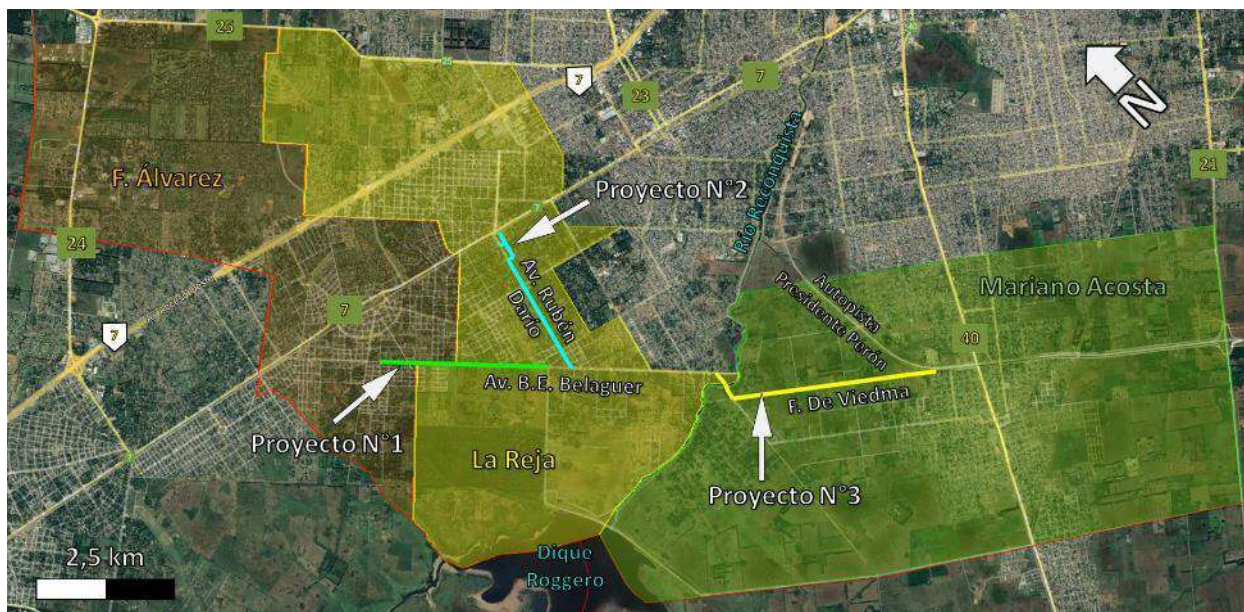 25
7
23
7
N
21
F. Álvarez
Proyecto N°2
Río Reconquista
24
Av. Rubén
Darío
Autopista
Presidente Perón
Mariano Acosta
7
7
40
Av. B.E. Belaguer
F. De Viedma
Proyecto N°1
La Reja
Proyecto N°3
2,5 km
Dique
Roggero